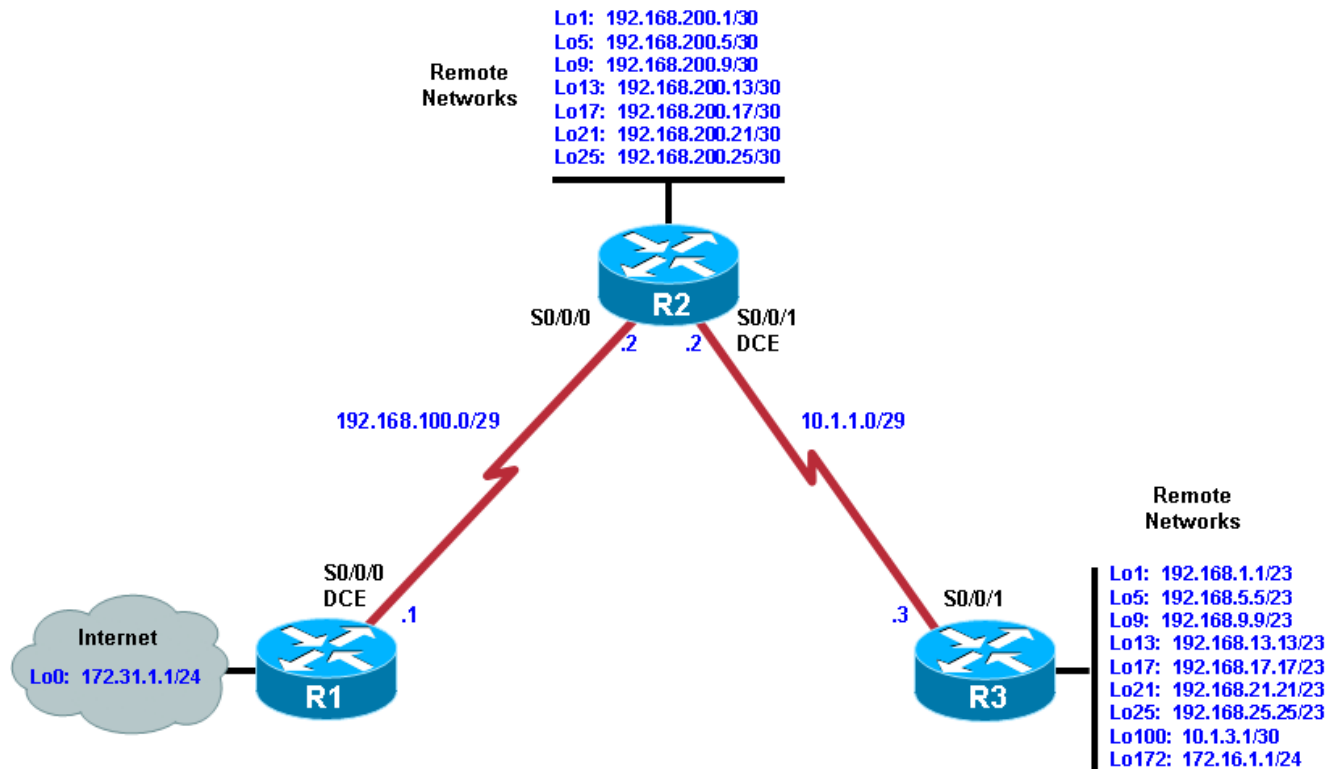 Lo1: 192.168.200.1/30
Lo5: 192.168.200.5/30
Lo9: 192.168.200.9/30
Lo13: 192.168.200.13/30
Lo17: 192.168.200.17/30
Lo21: 192.168.200.21/30
Lo25: 192.168.200.25/30
Remote
Networks
R2
S0/0/0
.2
.2
S0/0/1
DCE
192.168.100.0/29
10.1.1.0/29
S0/0/0
DCE
.1
Internet
Lo0: 172.31.1.1/24
R1
.3
S0/0/1
R3
Remote
Networks
Lo1: 192.168.1.1/23
Lo5: 192.168.5.5/23
Lo9: 192.168.9.9/23
Lo13: 192.168.13.13/23
Lo17: 192.168.17.17/23
Lo21: 192.168.21.21/23
Lo25: 192.168.25.25/23
Lo100: 10.1.3.1/30
Lo172: 172.16.1.1/24